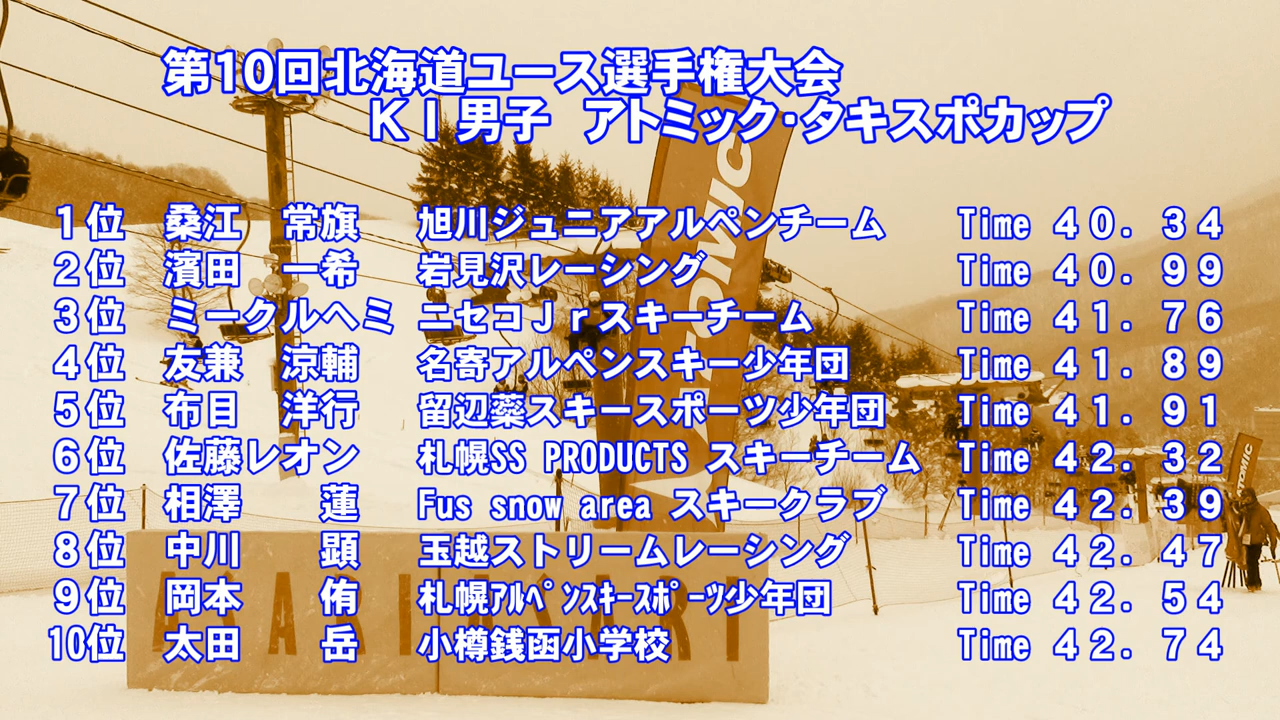 第10回北海道ユース選手権大会
ＫⅠ男子　アトミック・タキスポカップ
１位　桑江　常旗　旭川ジュニアアルペンチーム　Time ４０．３４
２位　濱田　一希　岩見沢レーシング　Time ４０．９９
３位　ミークルヘミ　ニセコＪｒスキーチーム　Time ４１．７６
４位　友兼　涼輔　名寄アルペンスキー少年団　Time ４１．８９
５位　布目　洋行　留辺蘂スキースポーツ少年団　Time ４１．９１
６位　佐藤レオン　札幌SS PRODUCTS スキーチーム　Time ４２．３２
７位　相澤　　蓮　Fus snow area スキークラブ　Time ４２．３９
８位　中川　　顕　玉越ストリームレーシング　Time ４２．４７
９位　岡本　　侑　札幌ｱﾙﾍﾟﾝｽｷｰｽﾎﾟｰﾂ少年団　Time ４２．５４
10位　太田　　岳　小樽銭函小学校　Time ４２．７４
ATOMIC
ATOMIC
ASARI ASARI